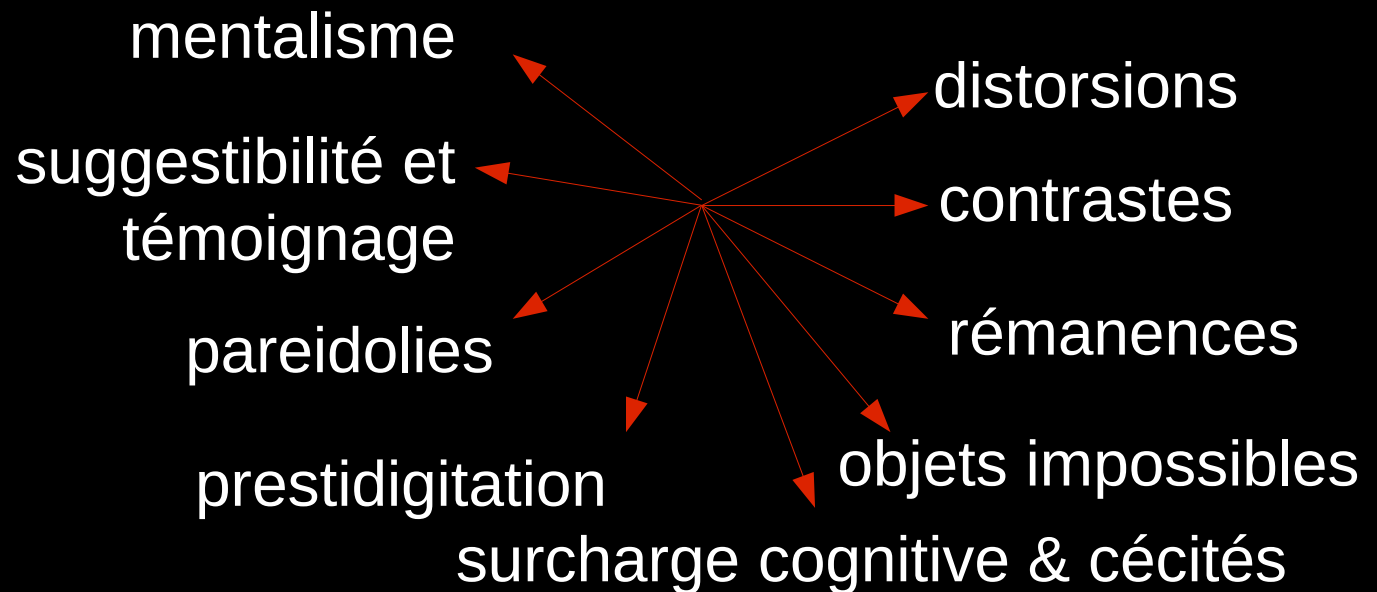 mentalisme
distorsions
suggestibilité et
témoignage
contrastes
pareidolies
rémanences
prestidigitation
objets impossibles
surcharge cognitive & cécités